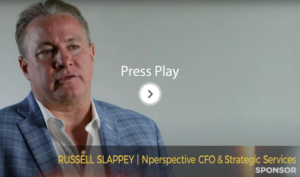 Press Play
RUSSELL SLAPPEY | Nperspective CFO & Strategic Services
SPONSOR